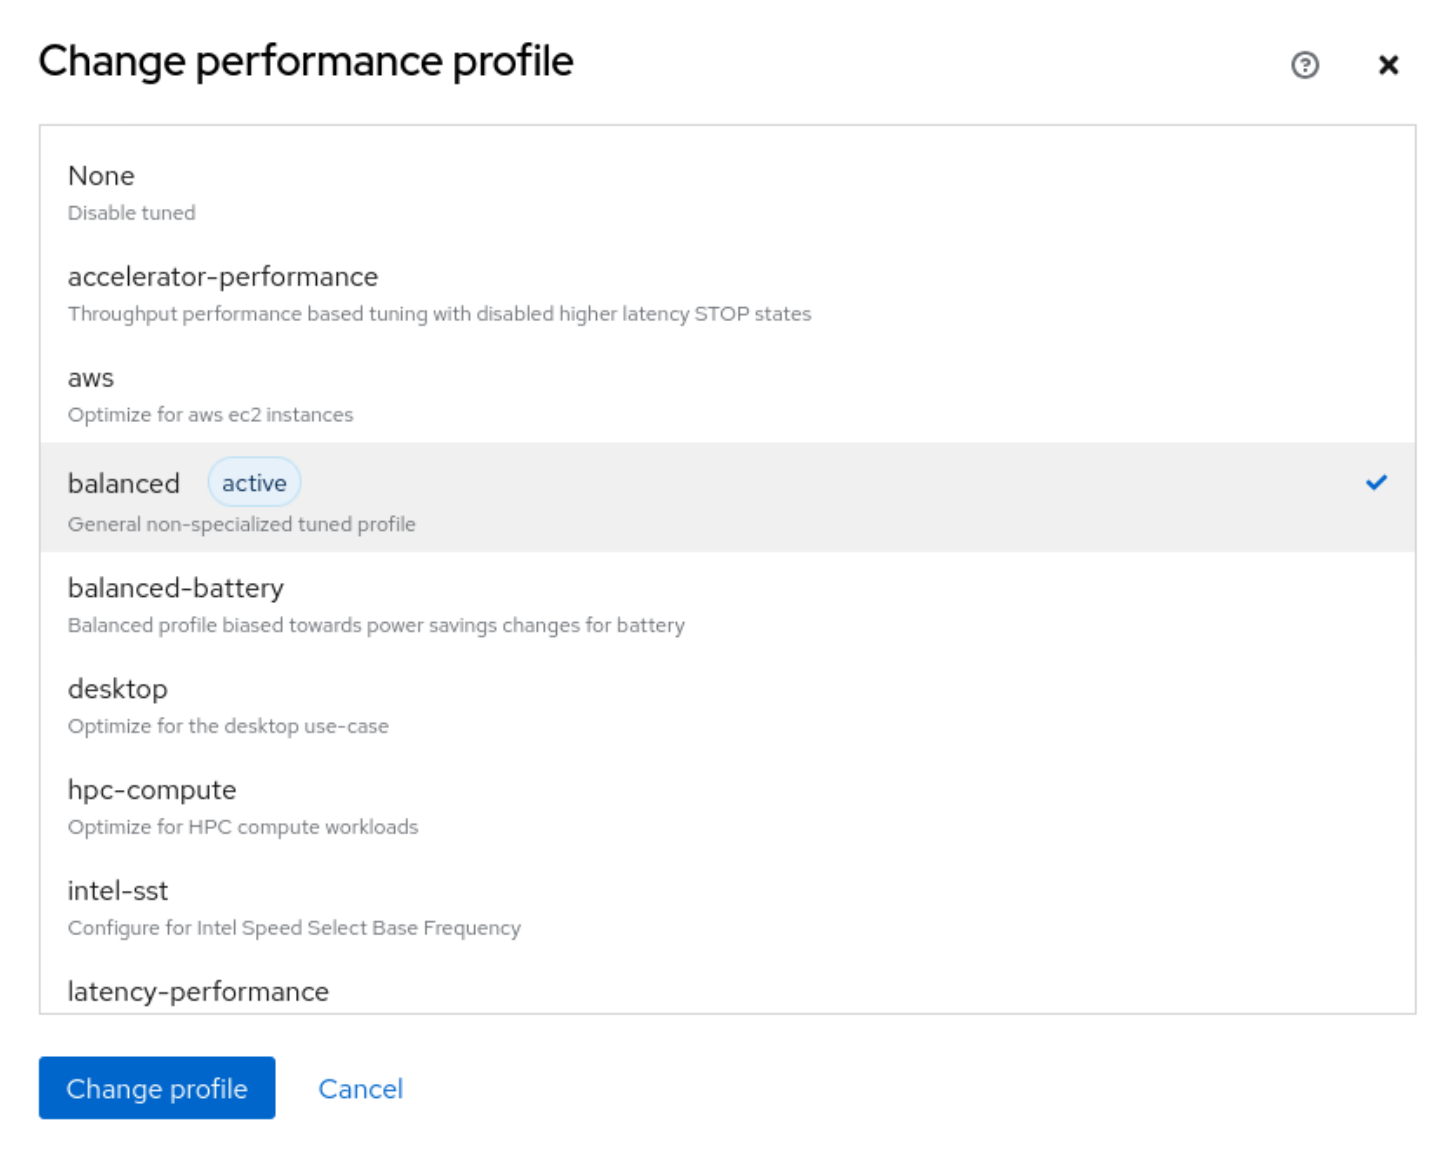 Change performance profile
None
Disable tuned
accelerator-performance
Throughput performance based tuning with disabled higher latency STOP states
aws
Optimize for aws ec2 instances
balanced active
General non-specialized tuned profile
balanced-battery
Balanced profile biased towards power savings changes for battery
desktop
Optimize for the desktop use-case
hpc-compute
Optimize for HPC compute workloads
intel-sst
Configure for Intel Speed Select Base Frequency
latency-performance
Change profile Cancel